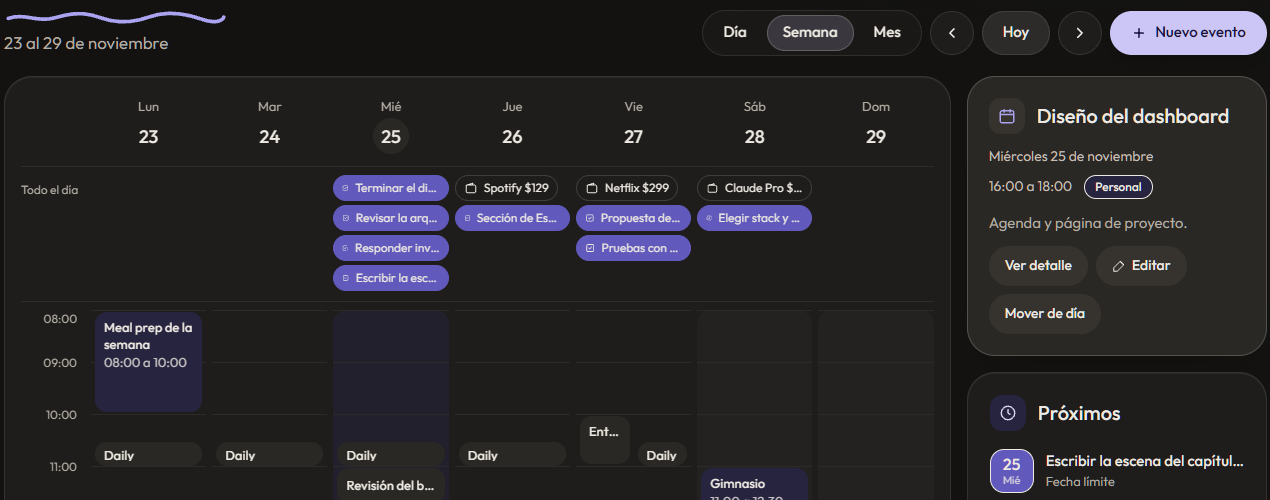 23 al 29 de noviembre
Día Semana Mes
Hoy
+ Nuevo evento
Lun Mar Mié Jue Vie Sáb Dom
23 24 25 26 27 28 29
Todo el día
Terminar el di...
Spotify $129
Netflix $299
Claude Pro $...
Revisar la arq...
Sección de Es...
Propuesta de...
Elegir stack y ...
Responder inv...
Pruebas con ...
Escribir la esc...
08:00
Meal prep de la
semana
08:00 a 10:00
09:00
10:00
Ent...
Daily
Daily
Daily
Daily
Daily
11:00
Revisión del b...
Gimnasio
11:00 a 12:30
Diseño del dashboard
Miércoles 25 de noviembre
16:00 a 18:00 Personal
Agenda y página de proyecto.
Ver detalle
Editar
Mover de día
Próximos
25
Mié
Escribir la escena del capítul...
Fecha límite